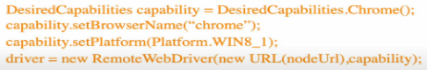 DesiredCapabilities capability = DesiredCapabilities.Chrome();
capability.setBrowserName(“chrome”);
capability.setPlatform(Platform.WIN8_1);
driver = new RemoteWebDriver(new URL(nodeUrl),capability);